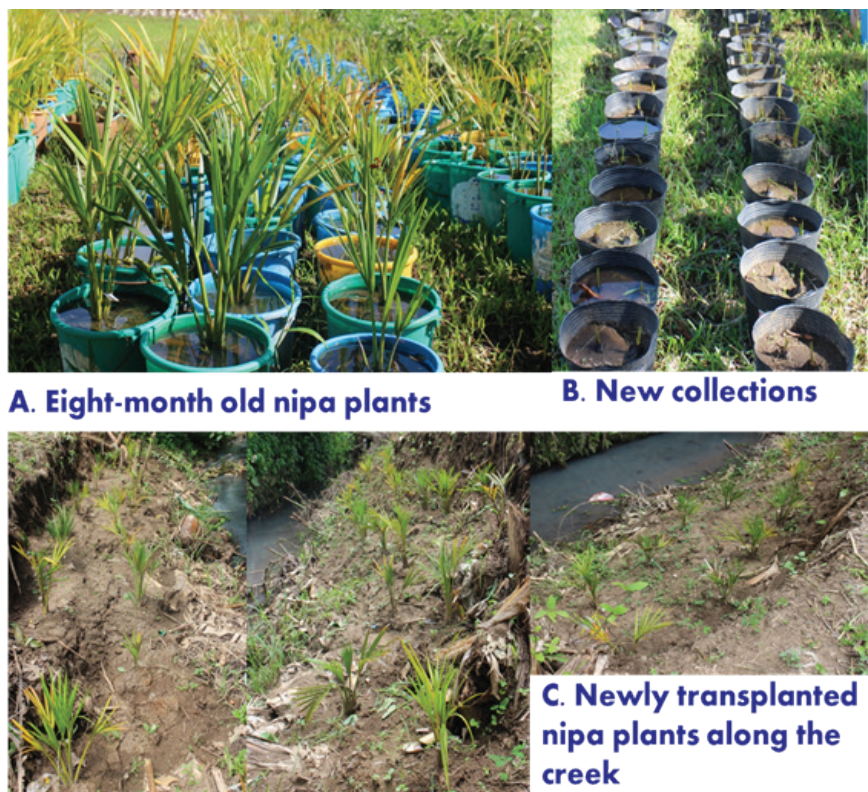 A. Eight-month old nipa plants
B. New collections
C. Newly transplanted
nipa plants along the
creek